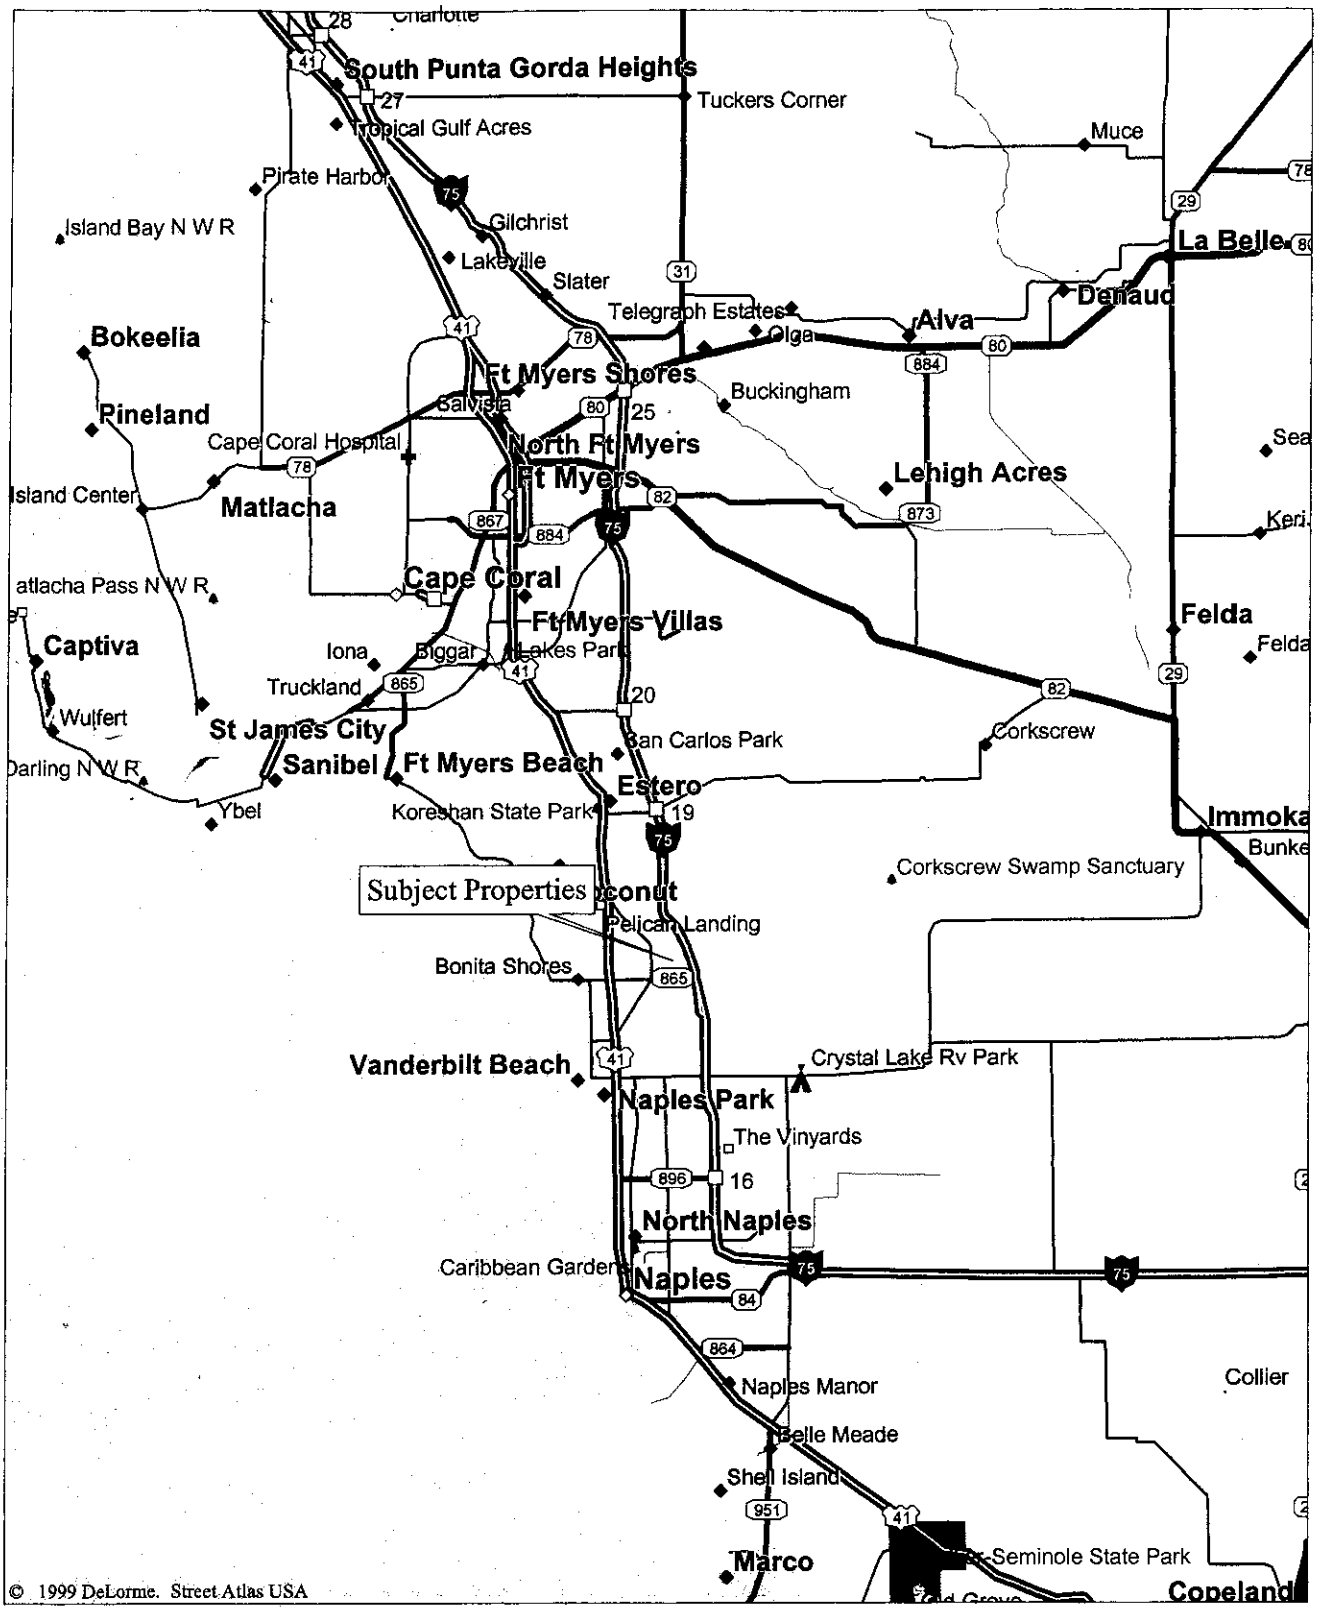 28
Charlotte
41
South Punta Gorda Heights
27
Tuckers Corner
Tropical Gulf Acres
Muce
Pirate Harbor
75
78
29
Island Bay N W R
Gilchrist
La Belle
80
Lakeville
31
Slater
Denaud
Telegraph Estates
Alva
41
Bokeelia
78
Olga
80
884
Ft Myers Shores
Buckingham
Salvista
80
25
Pineland
Cape Coral Hospital
North Ft Myers
Sea
78
Ft Myers
Lehigh Acres
Island Center
82
Matlacha
867
75
873
884
Keri
atlacha Pass N W R
Cape Coral
Felda
Ft Myers Villas
Captiva
Iona
Biggar
Lakes Park
Felda
41
29
865
Truckland
20
82
Wulfert
St James City
San Carlos Park
Corkscrew
Darling N W R
Sanibel
Ft Myers Beach
Estero
Ybel
Koreshan State Park
19
Immoka
75
Bunke
Corkscrew Swamp Sanctuary
Subject Properties
oconut
Pelican Landing
Bonita Shores
865
Vanderbilt Beach
41
Crystal Lake Rv Park
Naples Park
The Vinyards
896
16
2
North Naples
Caribbean Gardens
75
75
Naples
84
864
Naples Manor
Collier
Belle Meade
Shell Island
951
41
2
Marco
er-Seminole State Park
© 1999 DeLorme. Street Atlas USA
Copeland